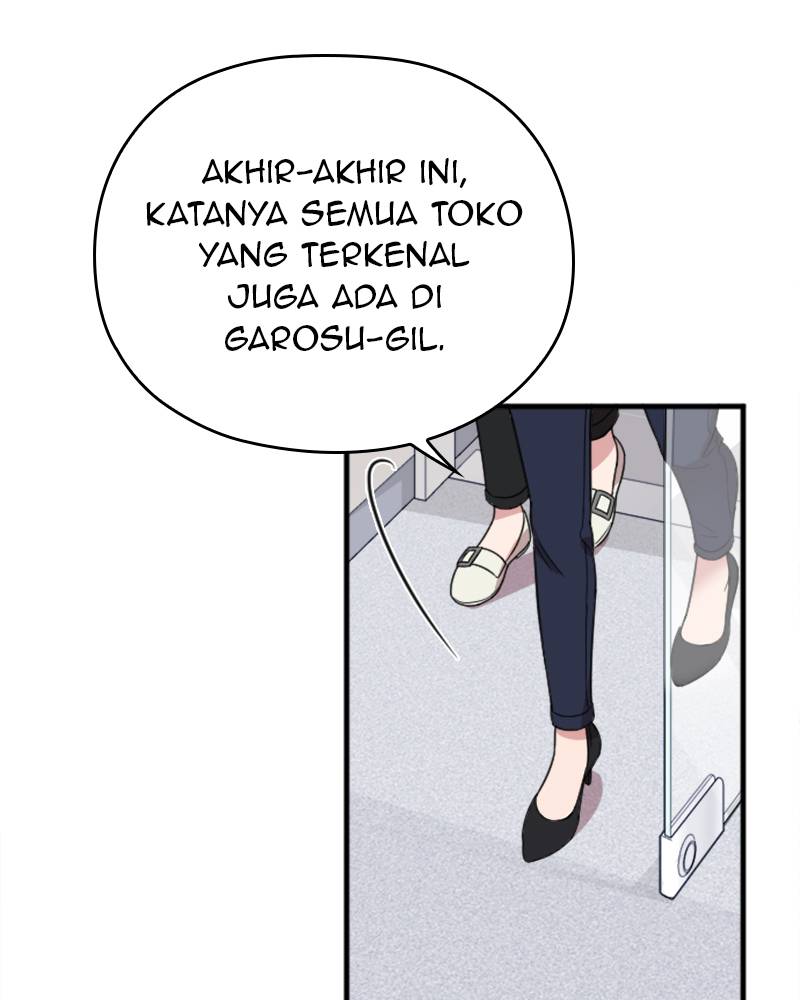 AKHIR-AKHIR INI,
KATANYA SEMUA TOKO
YANG TERKENAL
JUGA ADA DI
GAROSU-GIL.